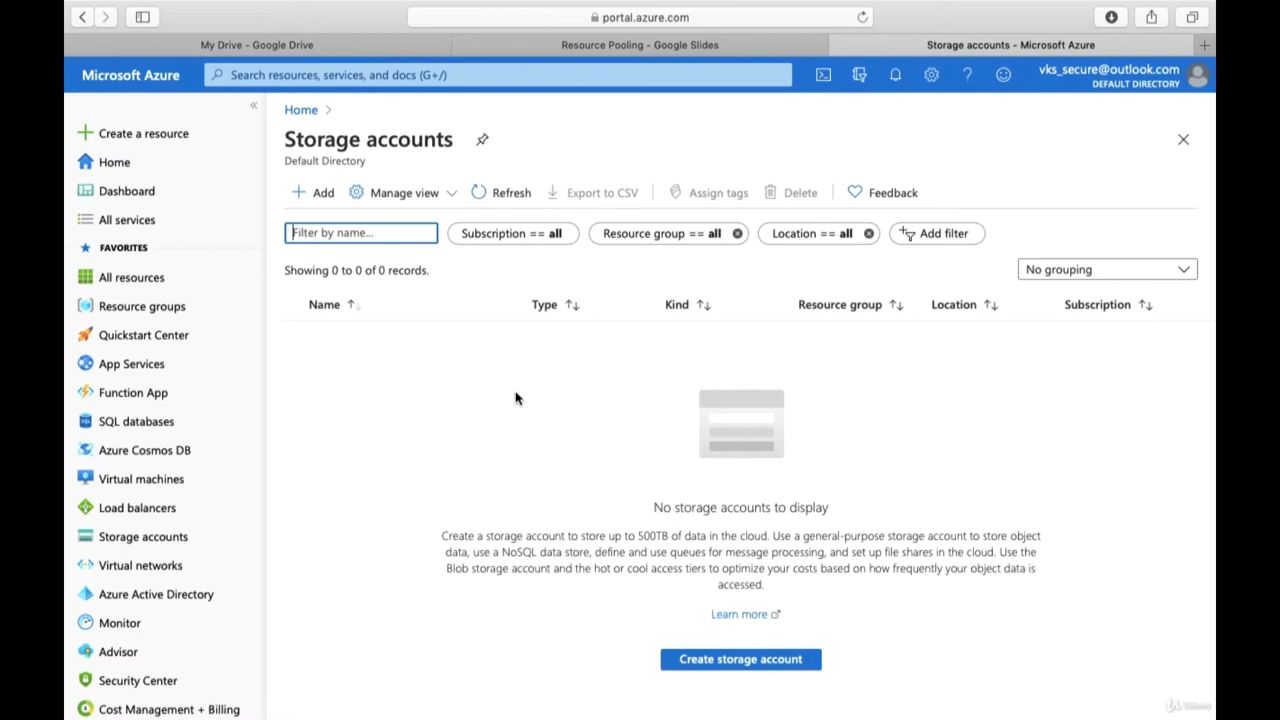 portal.azure.com
My Drive - Google Drive
Resource Pooling - Google Slides
Storage accounts - Microsoft Azure
Microsoft Azure
Search resources, services, and docs (G+/)
vks_secure@outlook.com
DEFAULT DIRECTORY
Create a resource
Home
Dashboard
All services
FAVORITES
All resources
Resource groups
Quickstart Center
App Services
Function App
SQL databases
Azure Cosmos DB
Virtual machines
Load balancers
Storage accounts
Virtual networks
Azure Active Directory
Monitor
Advisor
Security Center
Cost Management + Billing
Home
Storage accounts
Default Directory
Add Manage view Refresh Export to CSV Assign tags Delete Feedback
Filter by name... Subscription == all Resource group == all Location == all Add filter
Showing 0 to 0 of 0 records.
No grouping
Name Type Kind Resource group Location Subscription
No storage accounts to display
Create a storage account to store up to 500TB of data in the cloud. Use a general-purpose storage account to store object
data, use a NoSQL data store, define and use queues for message processing, and set up file shares in the cloud. Use the
Blob storage account and the hot or cool access tiers to optimize your costs based on how frequently your object data is
accessed.
Learn more
Create storage account
Udemy